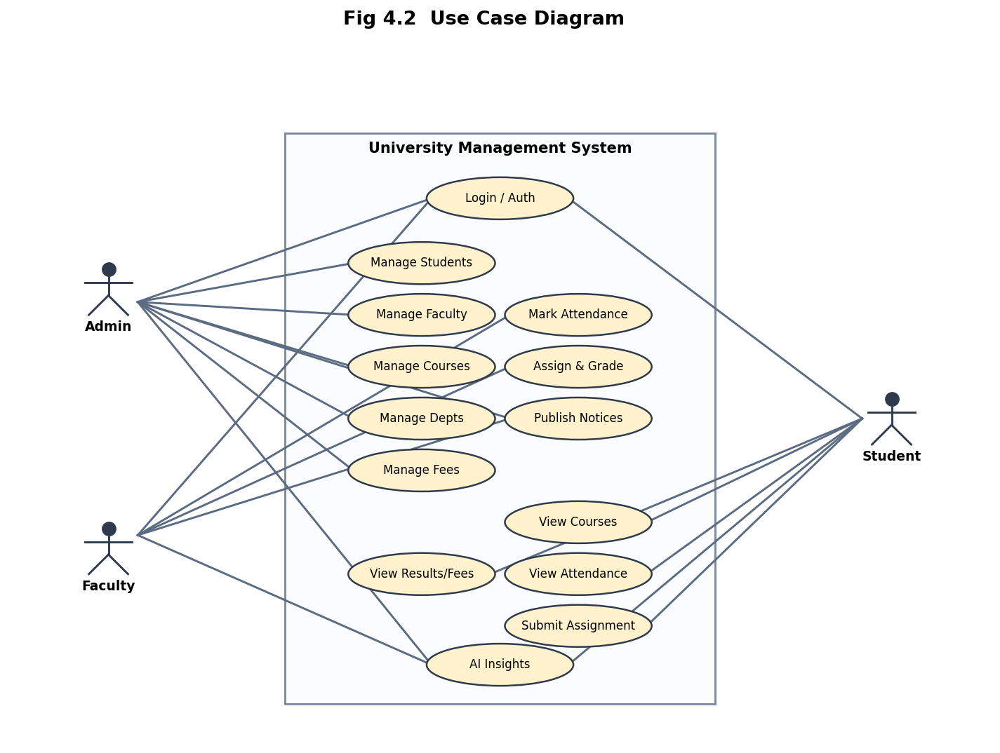 Fig 4.2  Use Case Diagram
University Management System
Login / Auth
Manage Students
Manage Faculty
Mark Attendance
Admin
Manage Courses
Assign & Grade
Manage Depts
Publish Notices
Student
Manage Fees
View Courses
View Results/Fees
View Attendance
Faculty
Submit Assignment
AI Insights